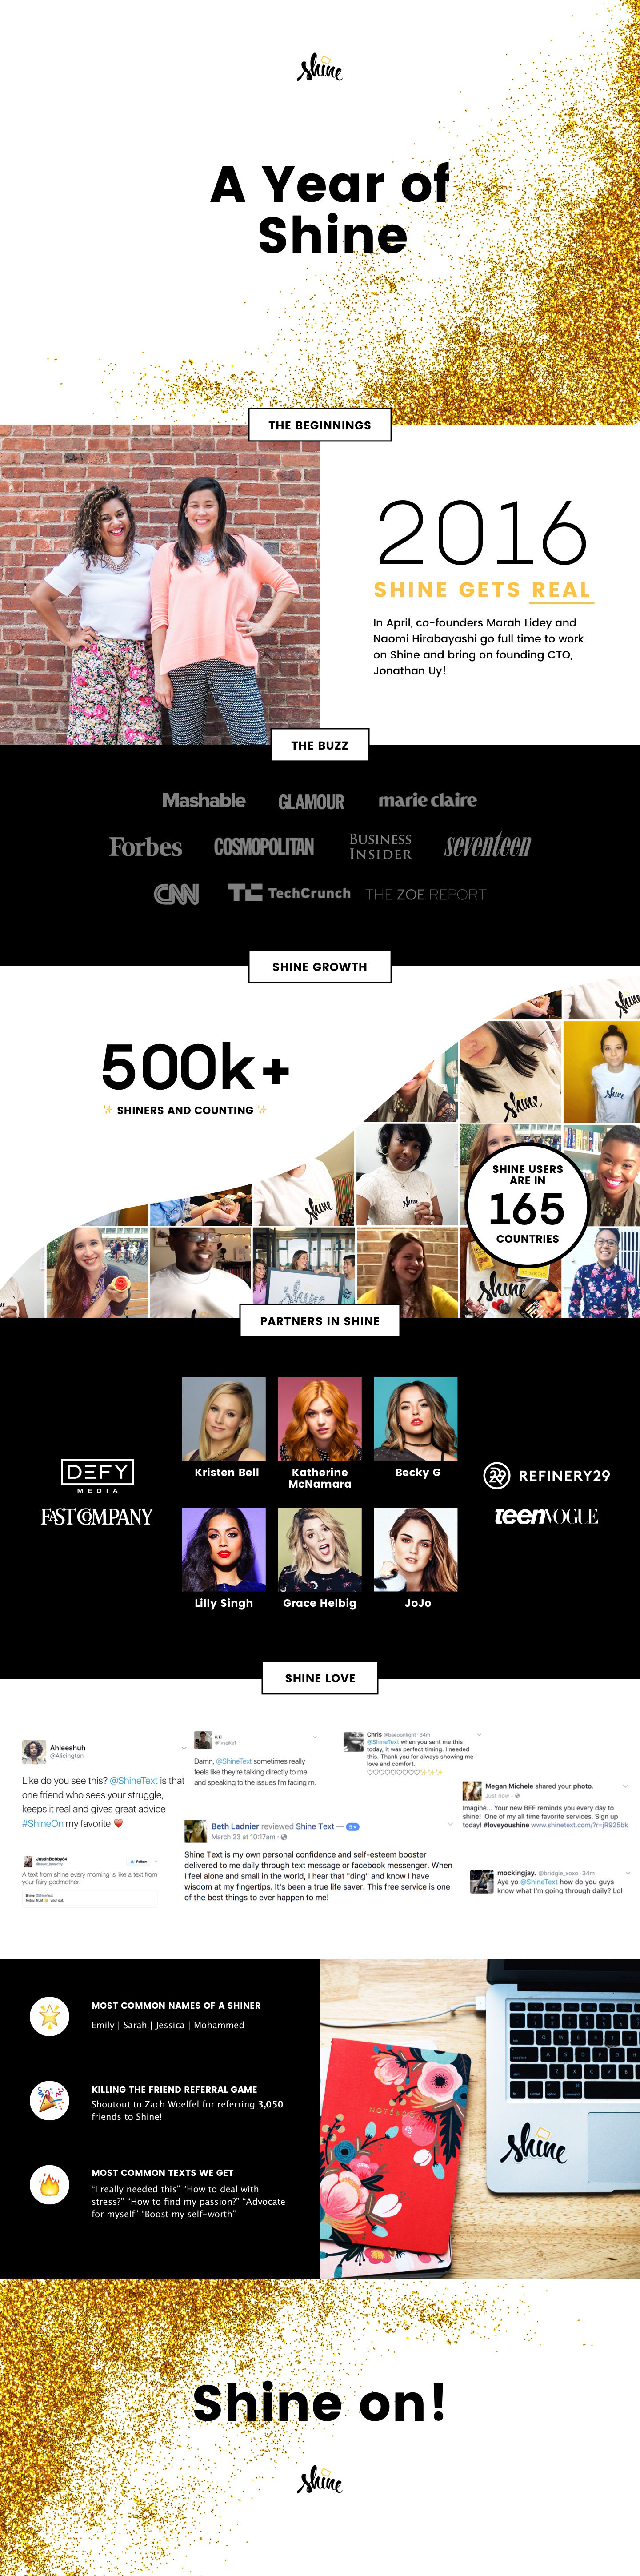 shine
A Year of
Shine
THE BEGINNINGS
2016
SHINE GETS REAL
In April, co-founders Marah Lidey and
Naomi Hirabayashi go full time to work
on Shine and bring on founding CTO,
Jonathan Uy!
THE BUZZ
Mashable GLAMOUR marie claire
Forbes COSMOPOLITAN BUSINESS INSIDER seventeen
CNN TC TechCrunch THE ZOE REPORT
SHINE GROWTH
500k+
SHINERS AND COUNTING
shine
shine
shine
shine
shine
SHINE USERS
ARE IN
165
COUNTRIES
shine
PARTNERS IN SHINE
DEFY
MEDIA
FAST COMPANY
Kristen Bell
Katherine
McNamara
Becky G
Lilly Singh
Grace Helbig
JoJo
29 REFINERY29
teenVOGUE
SHINE LOVE
Ahleeshuh
@Alicington
Like do you see this? @ShineText is that
one friend who sees your struggle,
keeps it real and gives great advice
#ShineOn my favorite
Damn, @ShineText sometimes really
feels like they're talking directly to me
and speaking to the issues I'm facing rn.
Chris @bawoonlight · 34m
@ShineText when you sent me this
today, it was perfect timing. I needed
this. Thank you for always showing me
love and comfort.
Megan Michele shared your photo.
Just now
Imagine... Your new BFF reminds you every day to
shine! One of my all time favorite services. Sign up
today! #loveyoushine www.shinetext.com/?r=jR925bk
Beth Ladnier reviewed Shine Text — 5
March 23 at 10:17am
Shine Text is my own personal confidence and self-esteem booster
delivered to me daily through text message or facebook messenger. When
I feel alone and small in the world, I hear that "ding" and know I have
wisdom at my fingertips. It's been a true life saver. This free service is one
of the best things to ever happen to me!
JustinBobby84
Follow
A text from shine every morning is like a text from
your fairy godmother.
mockingjay. @bridgie_xoxo · 34m
Aye yo @ShineText how do you guys
know what I'm going through daily? Lol
MOST COMMON NAMES OF A SHINER
Emily | Sarah | Jessica | Mohammed
KILLING THE FRIEND REFERRAL GAME
Shoutout to Zach Woelfel for referring 3,050
friends to Shine!
MOST COMMON TEXTS WE GET
"I really needed this" "How to deal with
stress?" "How to find my passion?" "Advocate
for myself" "Boost my self-worth"
NOTEBOOK
shine
Shine on!
shine